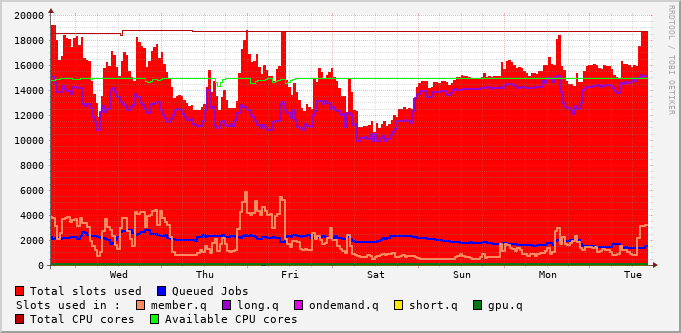 20000
18000
16000
14000
12000
10000
8000
6000
4000
2000
0
Wed Thu Fri Sat Sun Mon Tue
RRDTOOL / TOBI OETIKER
Total slots used Queued Jobs
Slots used in : member.q long.q ondemand.q short.q gpu.q
Total CPU cores Available CPU cores